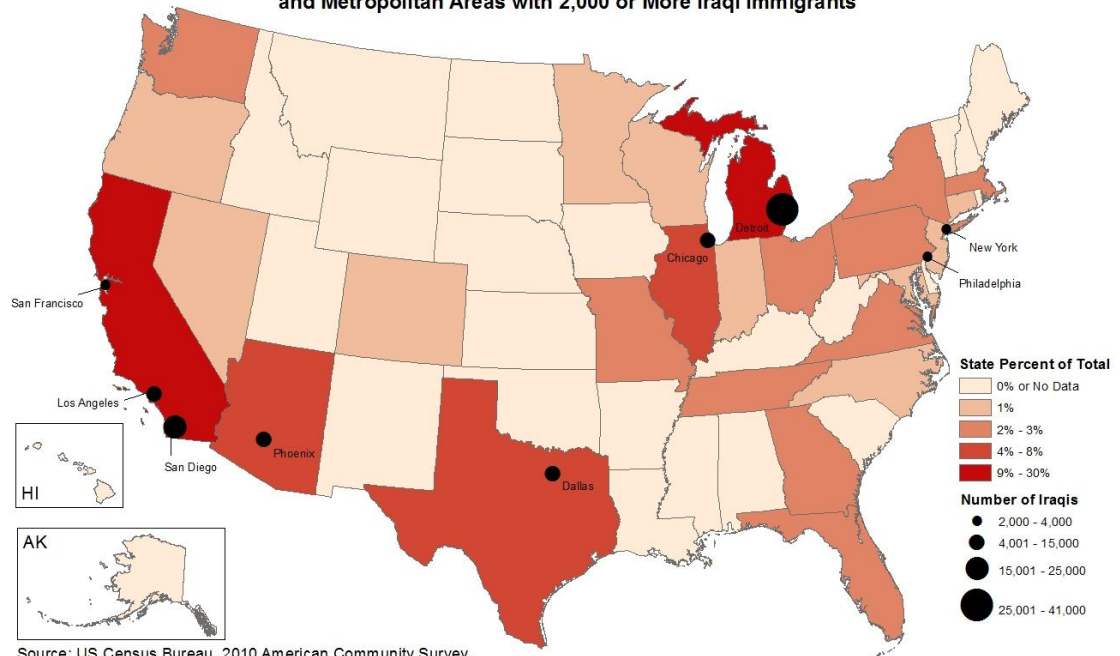 and Metropolitan Areas with 2,000 or More Iraqi Immigrants
Detroit
Chicago
New York
Philadelphia
San Francisco
Los Angeles
San Diego
Phoenix
Dallas
HI
AK
State Percent of Total
0% or No Data
1%
2% - 3%
4% - 8%
9% - 30%
Number of Iraqis
2,000 - 4,000
4,001 - 15,000
15,001 - 25,000
25,001 - 41,000
Source: US Census Bureau, 2010 American Community Survey